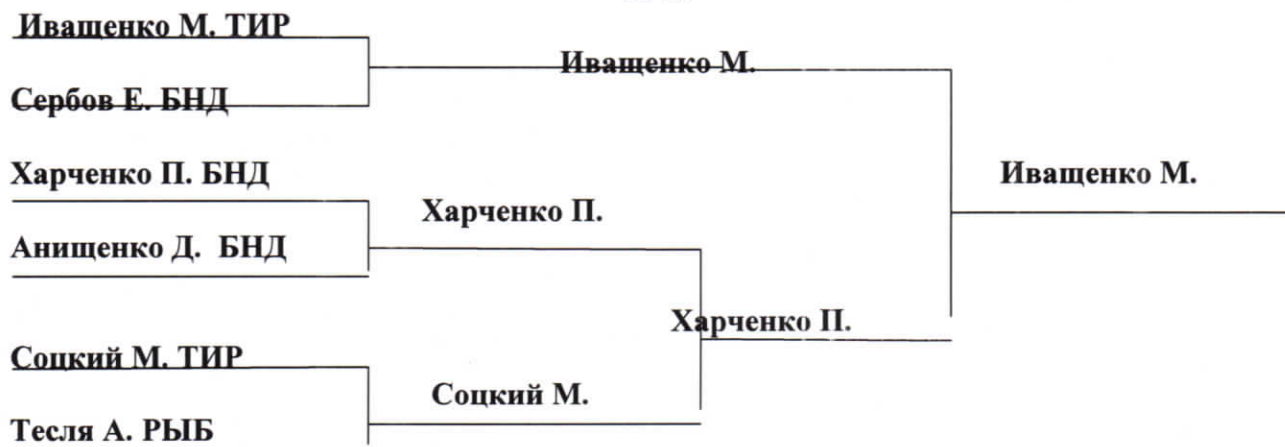 Иващенко М. ТИР
Иващенко М.
Сербов Е. БНД
Харченко П. БНД
Иващенко М.
Харченко П.
Анищенко Д. БНД
Харченко П.
Соцкий М. ТИР
Соцкий М.
Тесля А. РЫБ